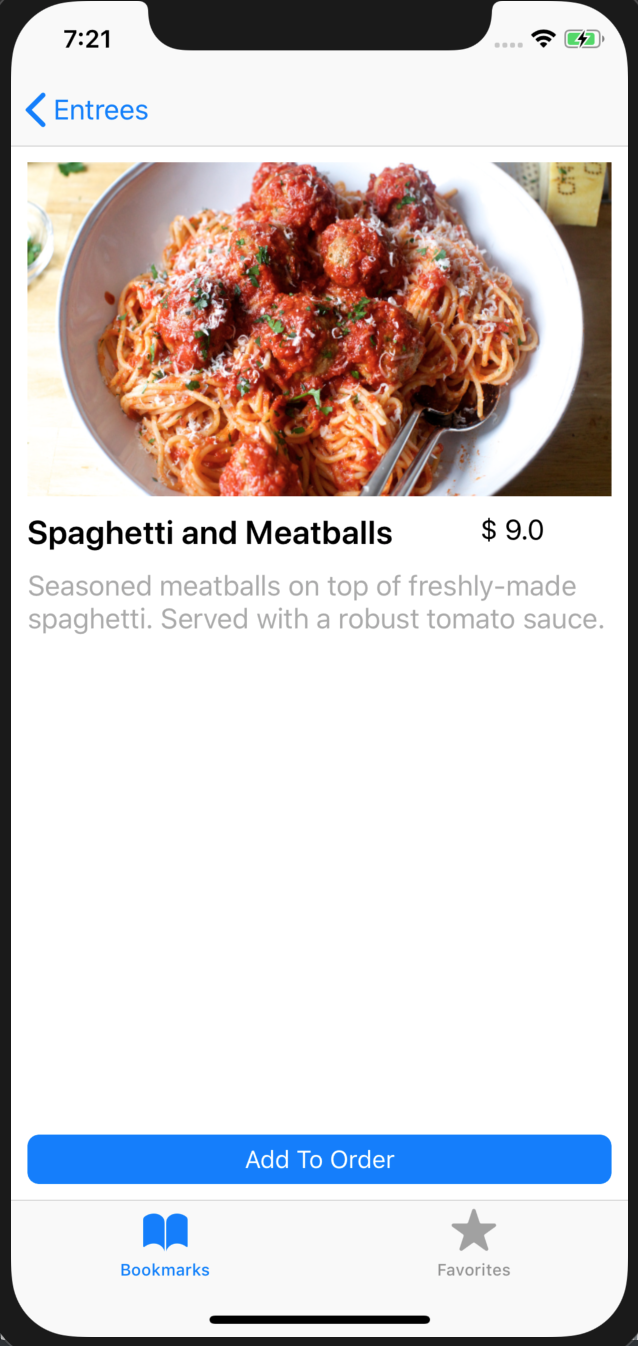 7:21
Entrees
Spaghetti and Meatballs
$ 9.0
Seasoned meatballs on top of freshly-made
spaghetti. Served with a robust tomato sauce.
Add To Order
Bookmarks
Favorites